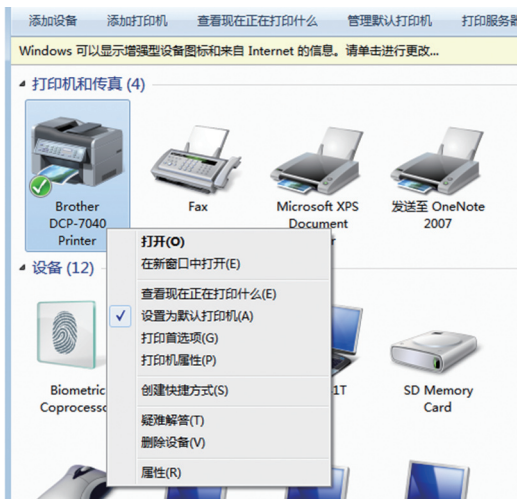 添加设备 添加打印机 查看现在正在打印什么 管理默认打印机 打印服务器
Windows 可以显示增强型设备图标和来自 Internet 的信息。请单击进行更改...
打印机和传真 (4)
Brother
DCP-7040
Printer
Fax
Microsoft XPS
Document
r
发送至 OneNote
2007
打开(O)
在新窗口中打开(E)
查看现在正在打印什么(E)
设置为默认打印机(A)
打印首选项(G)
打印机属性(P)
创建快捷方式(S)
疑难解答(T)
删除设备(V)
属性(R)
设备 (12)
Biometric
Coprocesso
1T
SD Memory
Card